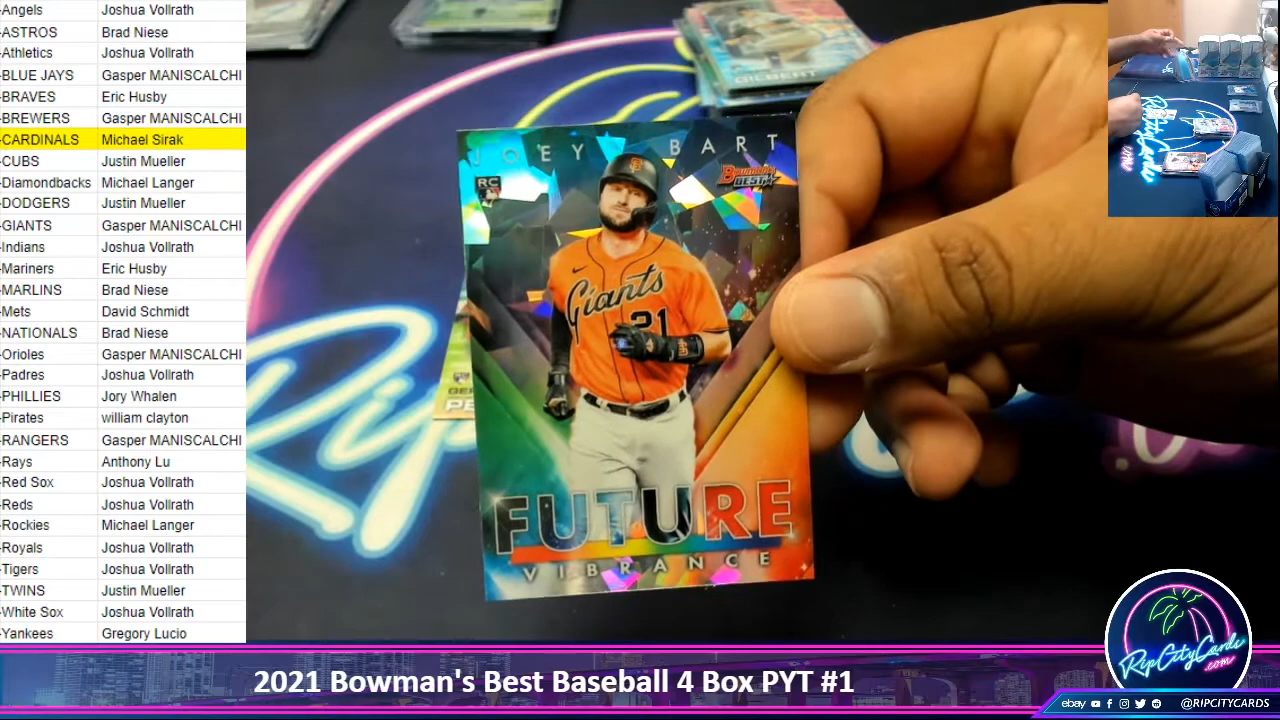 -Angels Joshua Vollrath
-ASTROS Brad Niese
-Athletics Joshua Vollrath
-BLUE JAYS Gasper MANISCALCHI
-BRAVES Eric Husby
-BREWERS Gasper MANISCALCHI
-CARDINALS Michael Sirak
-CUBS Justin Mueller
-Diamondbacks Michael Langer
-DODGERS Justin Mueller
-GIANTS Gasper MANISCALCHI
-Indians Joshua Vollrath
-Mariners Eric Husby
-MARLINS Brad Niese
-Mets David Schmidt
-NATIONALS Brad Niese
-Orioles Gasper MANISCALCHI
-Padres Joshua Vollrath
-PHILLIES Jory Whalen
-Pirates william clayton
-RANGERS Gasper MANISCALCHI
-Rays Anthony Lu
-Red Sox Joshua Vollrath
-Reds Joshua Vollrath
-Rockies Michael Langer
-Royals Joshua Vollrath
-Tigers Joshua Vollrath
-TWINS Justin Mueller
-White Sox Joshua Vollrath
-Yankees Gregory Lucio
GILBERT
JOEY BART
RC
Bowman's
BEST
Giants
21
FUTURE
VIBRANCE
Rip
RipCityCards
.com
2021 Bowman's Best Baseball 4 Box PYT #1
ebay @RIPCITYCARDS